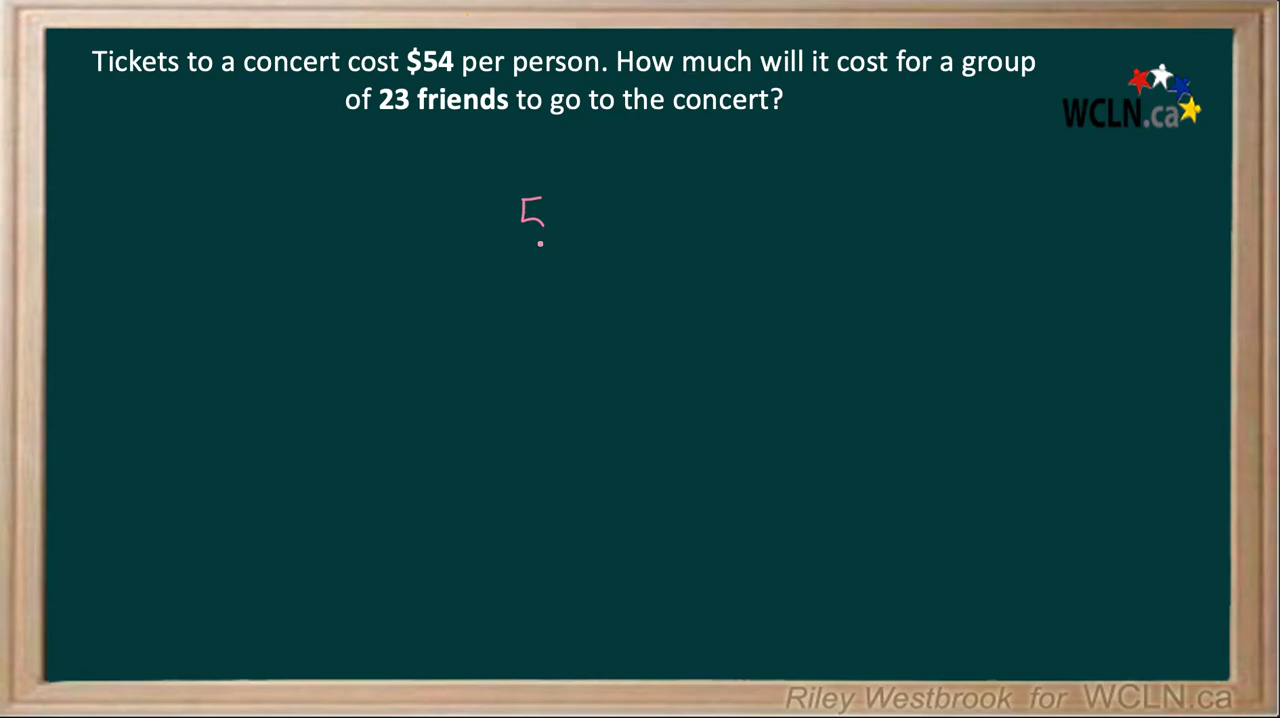 Tickets to a concert cost $54 per person. How much will it cost for a group
of 23 friends to go to the concert?
WCLN.ca
5
Riley Westbrook for WCLN.ca